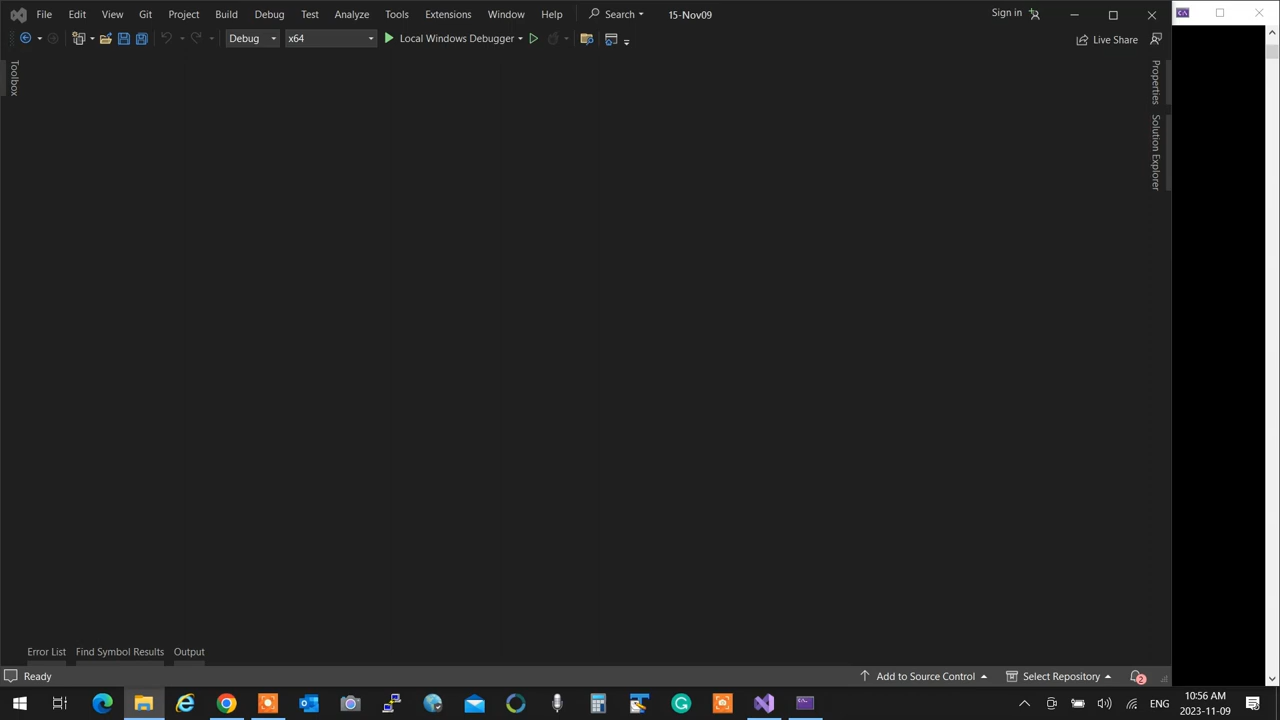 File Edit View Git Project Build Debug Test Analyze Tools Extensions Window Help Search 15-Nov09 Sign in
Debug x64 Local Windows Debugger Live Share
Toolbox
Properties
Solution Explorer
Error List Find Symbol Results Output
Ready Add to Source Control Select Repository 2
10:56 AM
ENG
2023-11-09